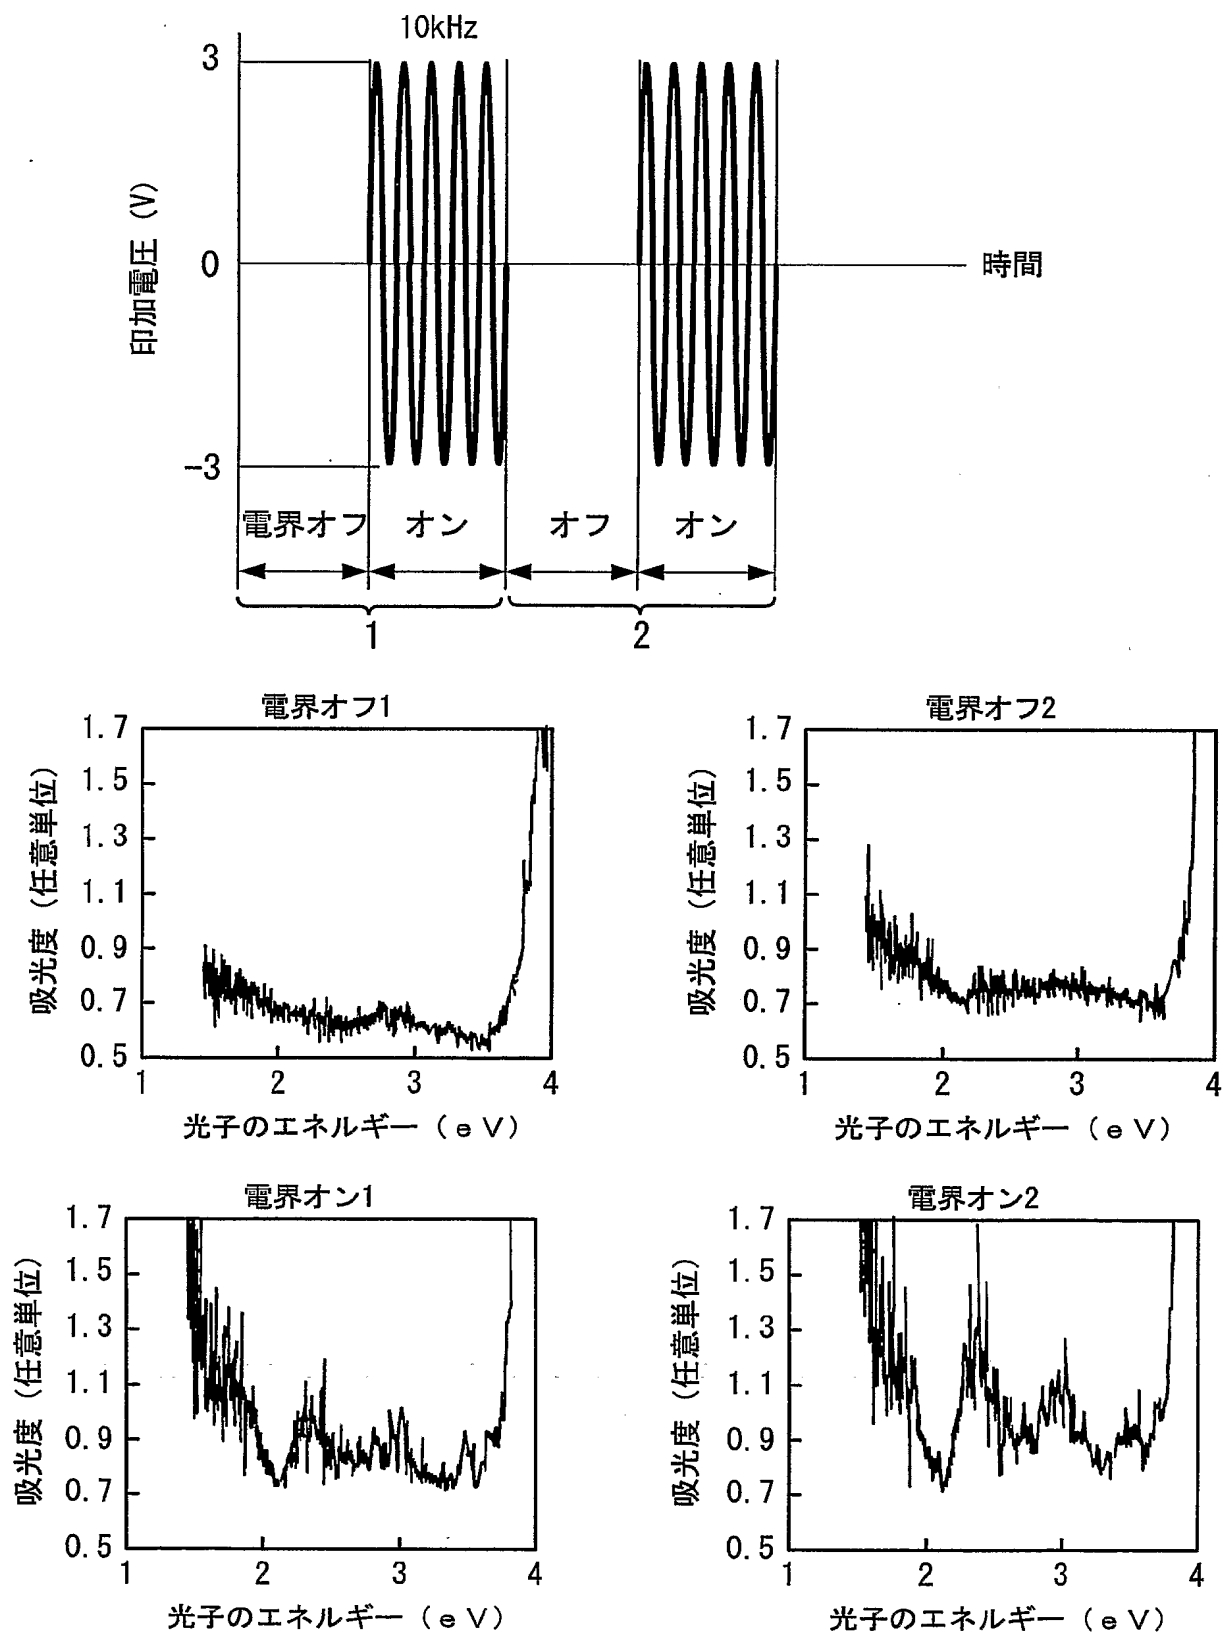 10kHz
3
0
-3
印加電圧 (V)
時間
電界オフ
オン
オフ
オン
1
2
電界オフ1
1.7
1.5
1.3
1.1
0.9
0.7
0.5
吸光度 (任意単位)
1
2
3
4
光子のエネルギー (eV)
電界オフ2
1.7
1.5
1.3
1.1
0.9
0.7
0.5
吸光度 (任意単位)
1
2
3
4
光子のエネルギー (eV)
電界オン1
1.7
1.5
1.3
1.1
0.9
0.7
0.5
吸光度 (任意単位)
1
2
3
4
光子のエネルギー (eV)
電界オン2
1.7
1.5
1.3
1.1
0.9
0.7
0.5
吸光度 (任意単位)
1
2
3
4
光子のエネルギー (eV)